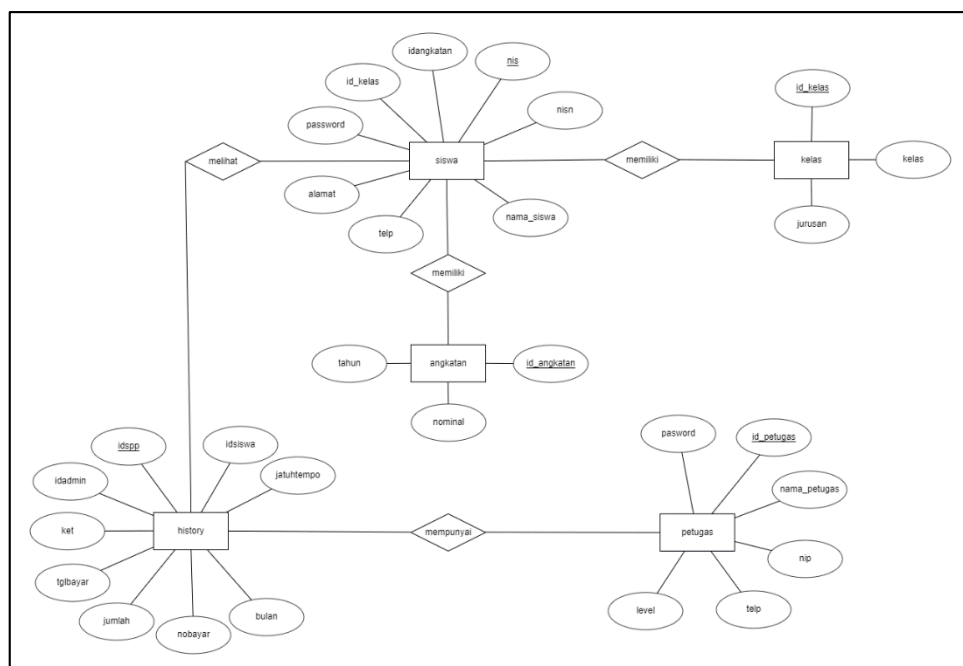 idangkatan
nis
id_kelas
nisn
password
id_kelas
melihat
siswa
memiliki
kelas
kelas
alamat
nama_siswa
telp
jurusan
memiliki
tahun
angkatan
id_angkatan
nominal
idspp
idsiswa
pasword
id_petugas
idadmin
jatuhtempo
nama_petugas
ket
history
mempunyai
petugas
nip
tglbayar
jumlah
nobayar
bulan
level
telp